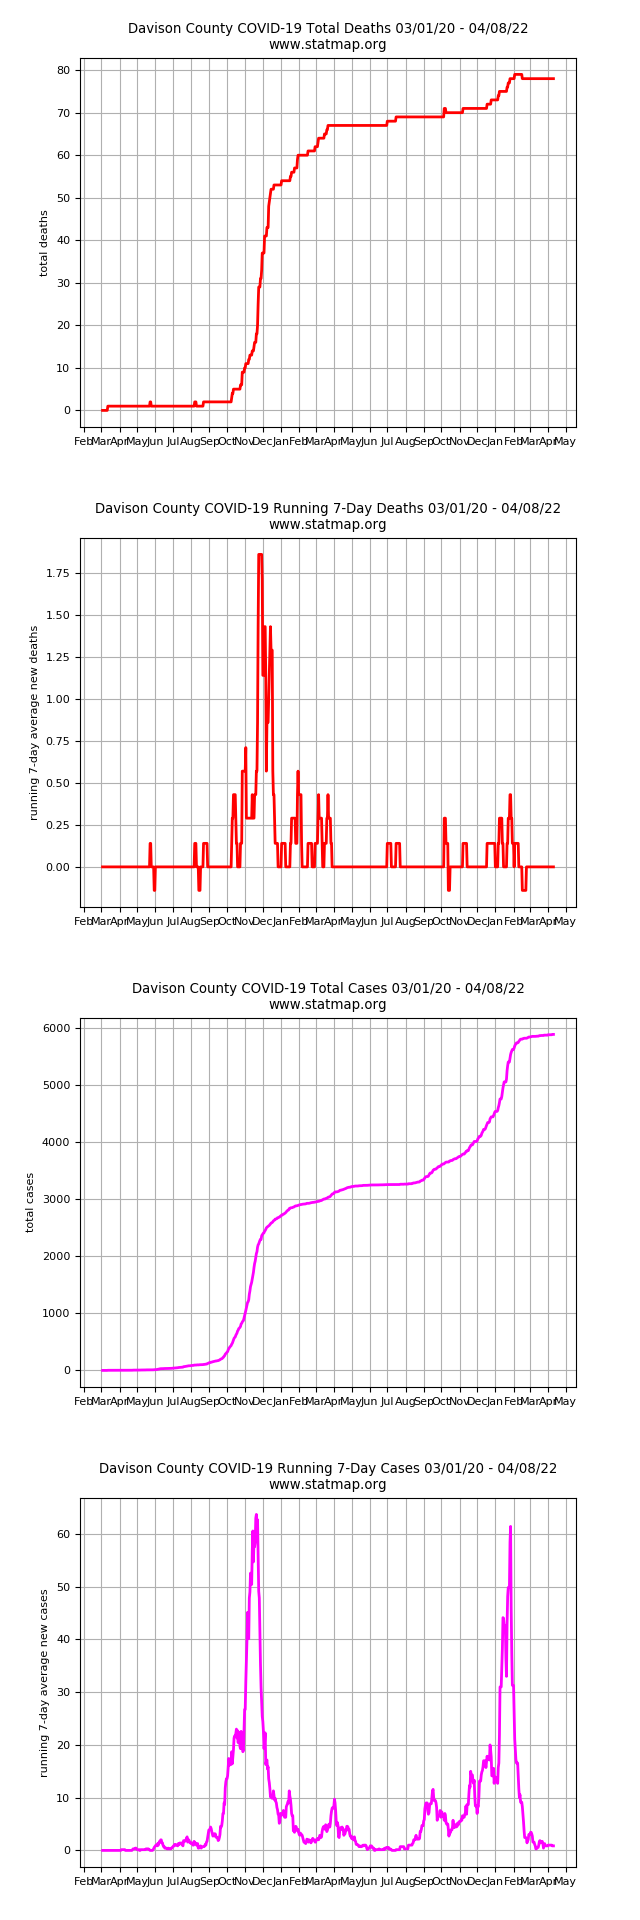 Davison County COVID-19 Total Deaths 03/01/20 - 04/08/22
www.statmap.org
80
70
60
50
40
30
20
10
0
total deaths
Feb Mar Apr May Jun Jul Aug Sep Oct Nov Dec Jan Feb Mar Apr May Jun Jul Aug Sep Oct Nov Dec Jan Feb Mar Apr May
Davison County COVID-19 Running 7-Day Deaths 03/01/20 - 04/08/22
www.statmap.org
1.75
1.50
1.25
1.00
0.75
0.50
0.25
0.00
running 7-day average new deaths
Feb Mar Apr May Jun Jul Aug Sep Oct Nov Dec Jan Feb Mar Apr May Jun Jul Aug Sep Oct Nov Dec Jan Feb Mar Apr May
Davison County COVID-19 Total Cases 03/01/20 - 04/08/22
www.statmap.org
6000
5000
4000
3000
2000
1000
0
total cases
Feb Mar Apr May Jun Jul Aug Sep Oct Nov Dec Jan Feb Mar Apr May Jun Jul Aug Sep Oct Nov Dec Jan Feb Mar Apr May
Davison County COVID-19 Running 7-Day Cases 03/01/20 - 04/08/22
www.statmap.org
60
50
40
30
20
10
0
running 7-day average new cases
Feb Mar Apr May Jun Jul Aug Sep Oct Nov Dec Jan Feb Mar Apr May Jun Jul Aug Sep Oct Nov Dec Jan Feb Mar Apr May